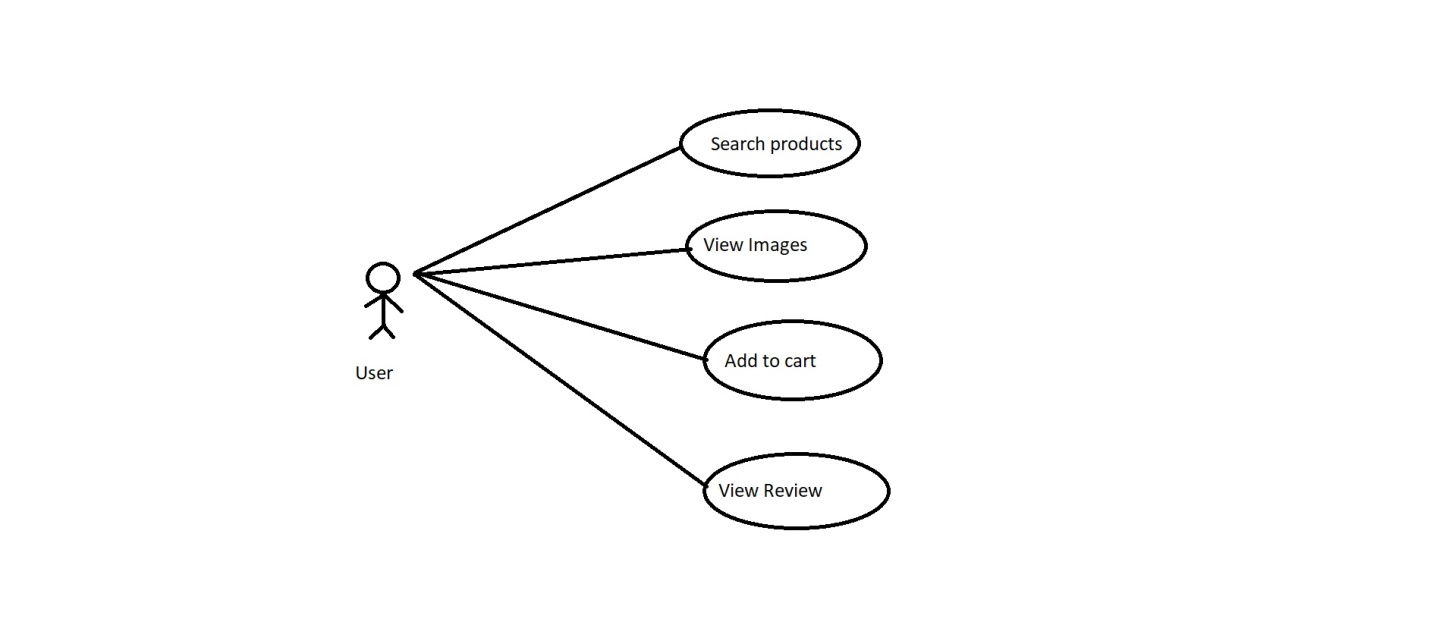 Search products
View Images
Add to cart
User
View Review